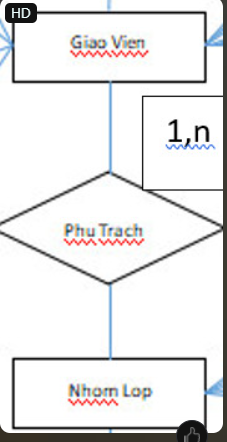 HD
Giao Vien
1,n
Phu Trach
Nhom Lop